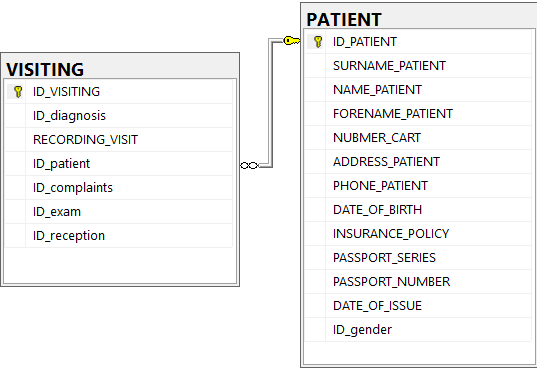 VISITING
ID_VISITING
ID_diagnosis
RECORDING_VISIT
ID_patient
ID_complaints
ID_exam
ID_reception
PATIENT
ID_PATIENT
SURNAME_PATIENT
NAME_PATIENT
FORENAME_PATIENT
NUBMER_CART
ADDRESS_PATIENT
PHONE_PATIENT
DATE_OF_BIRTH
INSURANCE_POLICY
PASSPORT_SERIES
PASSPORT_NUMBER
DATE_OF_ISSUE
ID_gender